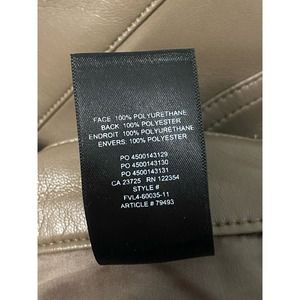 FACE: 100% POLYURETHANE
BACK: 100% POLYESTER
ENDROIT: 100% POLYURETHANE
ENVERS: 100% POLYESTER
PO 4500143129
PO 4500143130
PO 4500143131
CA 23725 RN 122354
STYLE #
FVL4-60035-11
ARTICLE # 79493